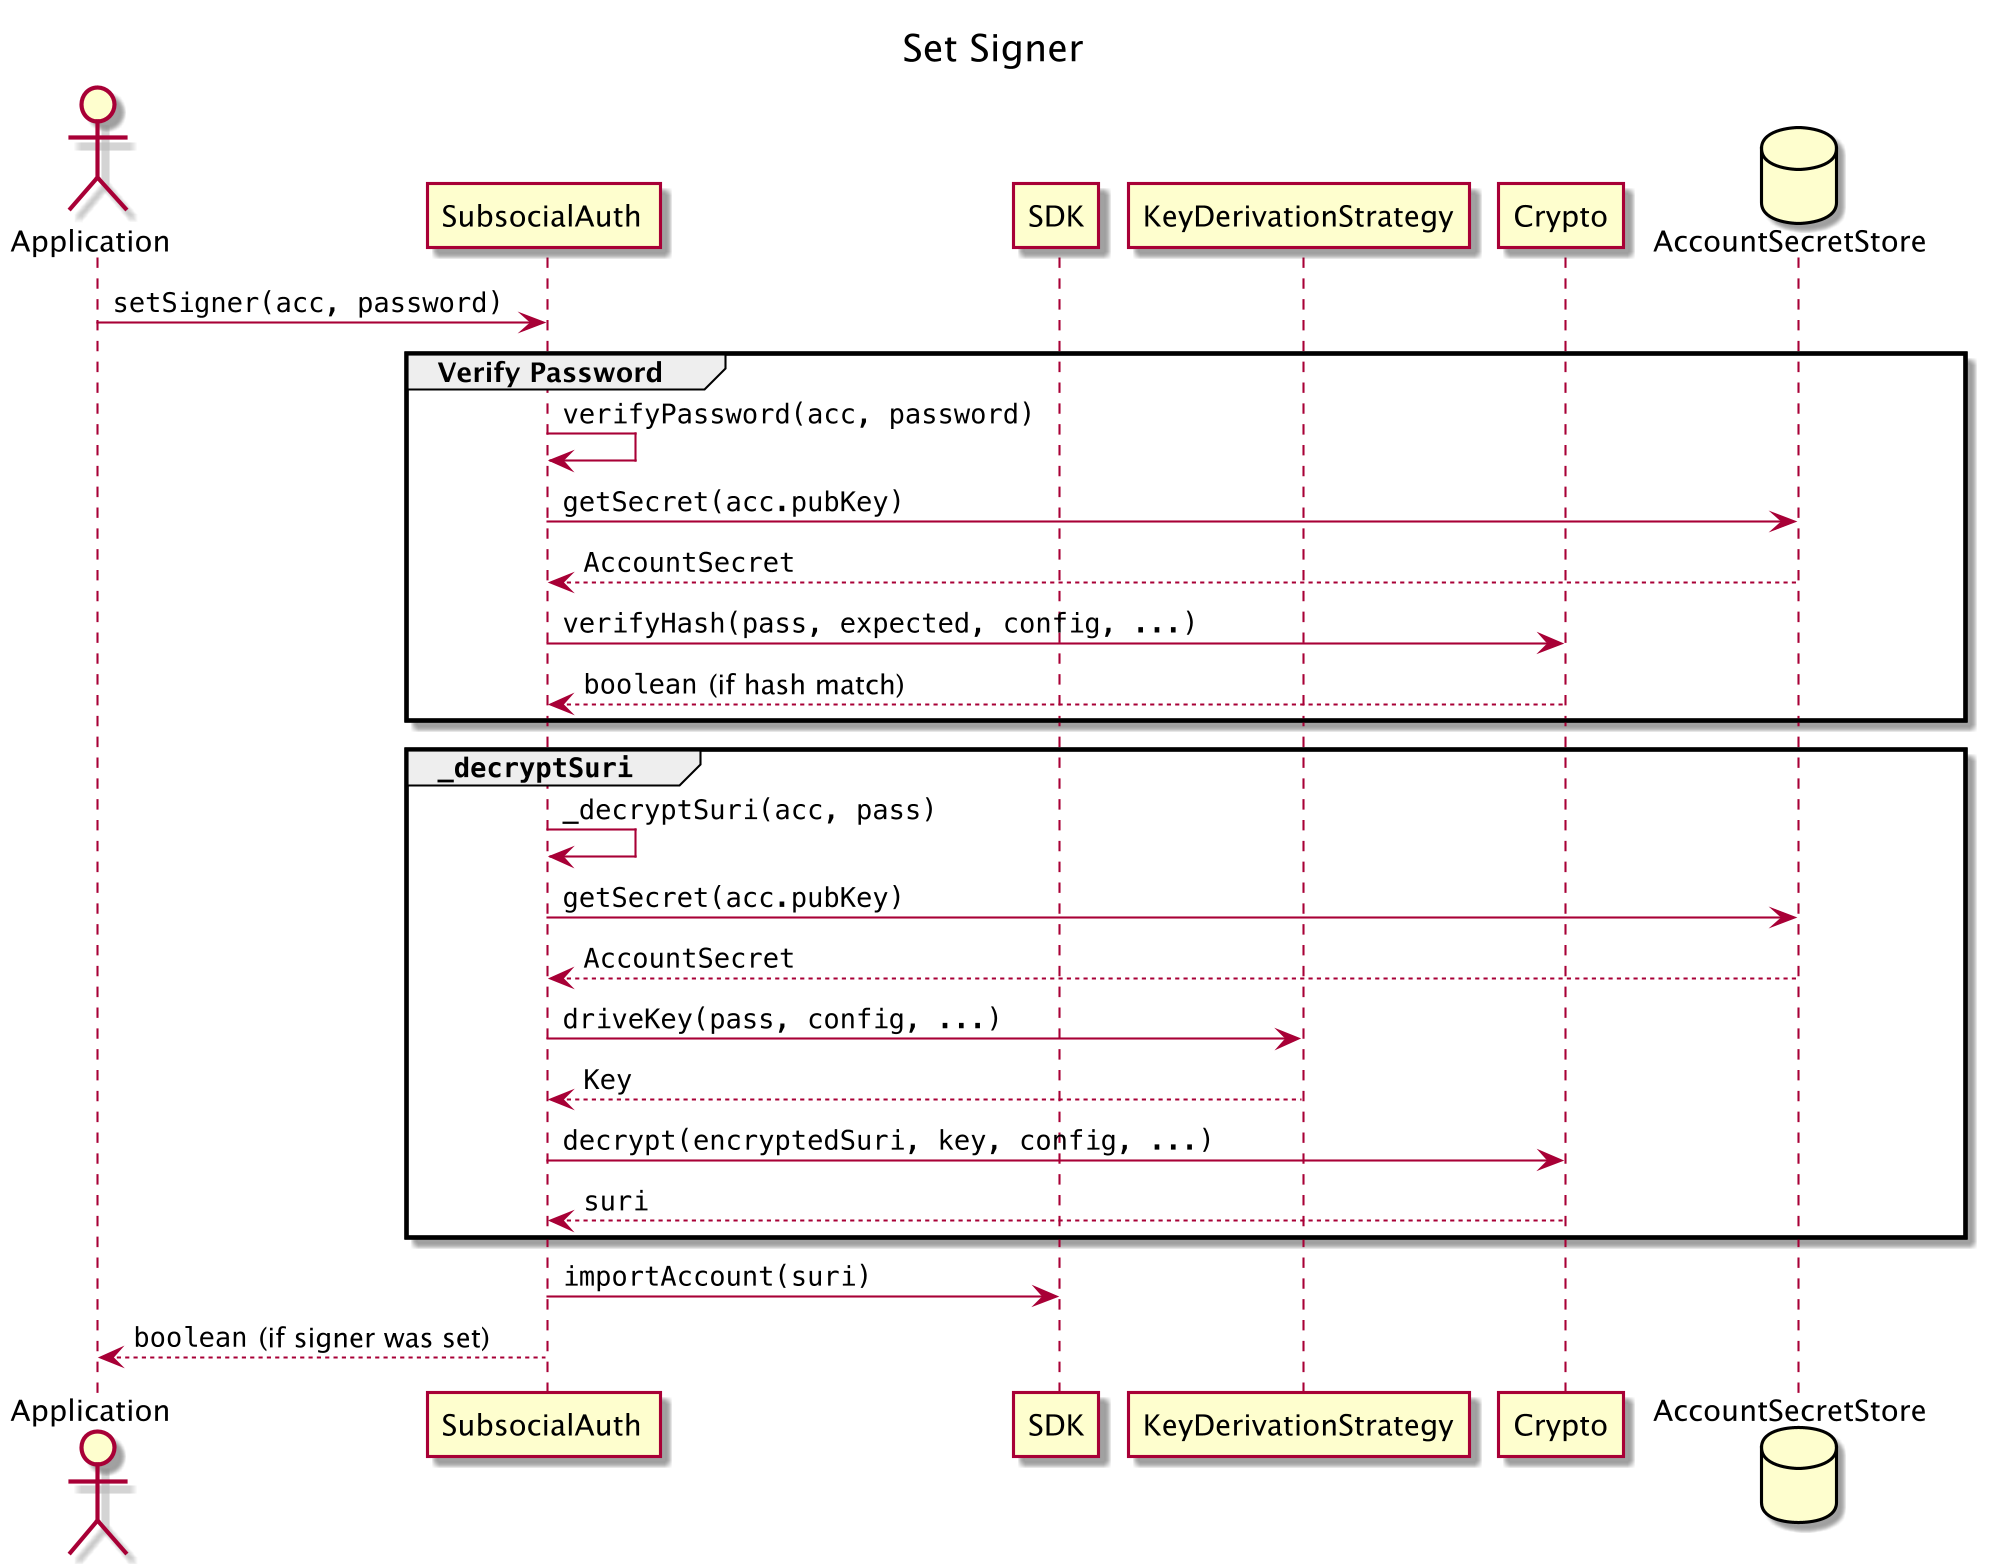 Set Signer
Application
SubsocialAuth
SDK
KeyDerivationStrategy
Crypto
AccountSecretStore
setSigner(acc, password)
Verify Password
verifyPassword(acc, password)
getSecret(acc.pubKey)
AccountSecret
verifyHash(pass, expected, config, ...)
boolean (if hash match)
_decryptSuri
_decryptSuri(acc, pass)
getSecret(acc.pubKey)
AccountSecret
driveKey(pass, config, ...)
Key
decrypt(encryptedSuri, key, config, ...)
suri
importAccount(suri)
boolean (if signer was set)
Application
SubsocialAuth
SDK
KeyDerivationStrategy
Crypto
AccountSecretStore